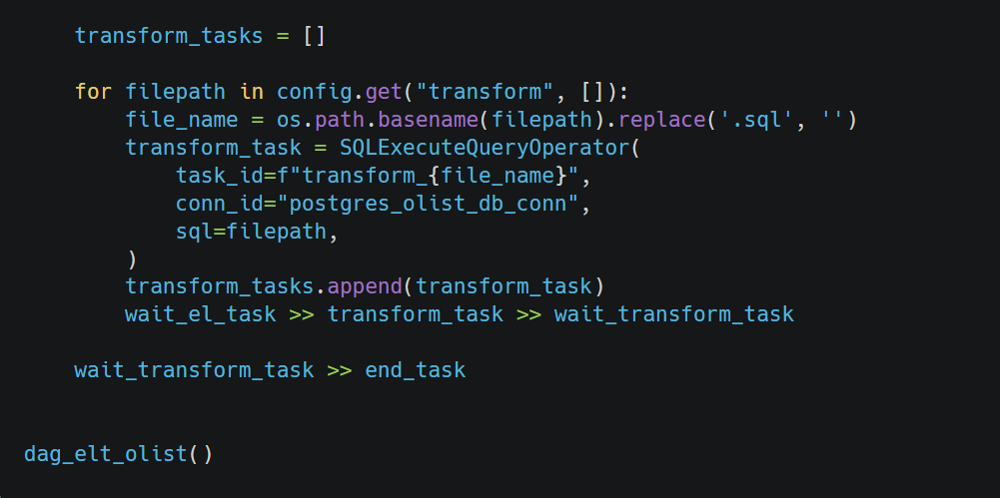 transform_tasks = []
for filepath in config.get("transform", []):
file_name = os.path.basename(filepath).replace('.sql', '')
transform_task = SQLExecuteQueryOperator(
task_id=f"transform_{file_name}",
conn_id="postgres_olist_db_conn",
sql=filepath,
)
transform_tasks.append(transform_task)
wait_el_task >> transform_task >> wait_transform_task
wait_transform_task >> end_task
dag_elt_olist()